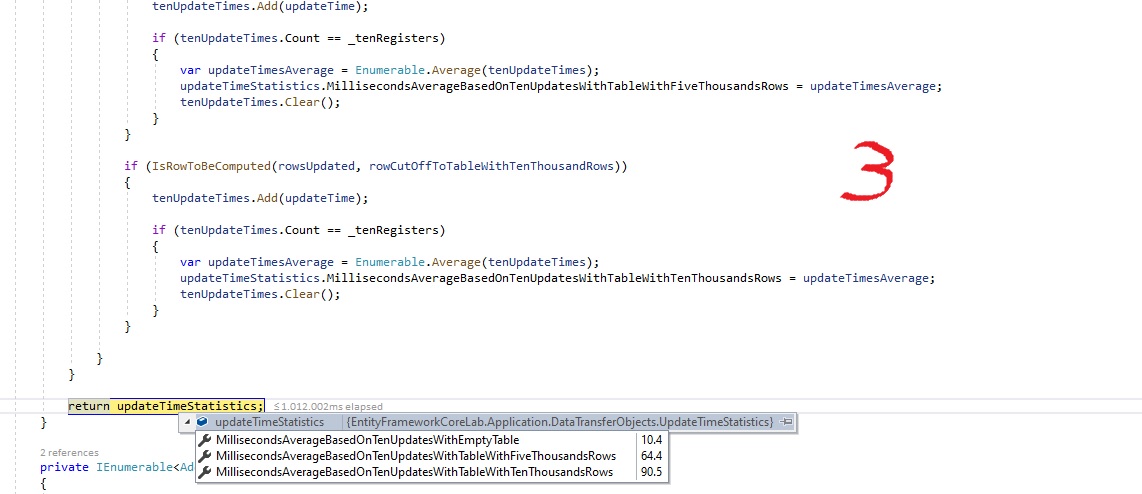 tenUpdateTimes.Add(updateTime);
if (tenUpdateTimes.Count == _tenRegisters)
{
var updateTimesAverage = Enumerable.Average(tenUpdateTimes);
updateTimeStatistics.MillisecondsAverageBasedOnTenUpdatesWithTableWithFiveThousandsRows = updateTimesAverage;
tenUpdateTimes.Clear();
}
}
if (IsRowToBeComputed(rowsUpdated, rowCutOffToTableWithTenThousandRows))
3
{
tenUpdateTimes.Add(updateTime);
if (tenUpdateTimes.Count == _tenRegisters)
{
var updateTimesAverage = Enumerable.Average(tenUpdateTimes);
updateTimeStatistics.MillisecondsAverageBasedOnTenUpdatesWithTableWithTenThousandsRows = updateTimesAverage;
tenUpdateTimes.Clear();
}
}
}
}
return updateTimeStatistics; ≤1.012.002ms elapsed
}
updateTimeStatistics {EntityFrameworkCoreLab.Application.DataTransferObjects.UpdateTimeStatistics}
MillisecondsAverageBasedOnTenUpdatesWithEmptyTable 10.4
2 references
MillisecondsAverageBasedOnTenUpdatesWithTableWithFiveThousandsRows 64.4
private IEnumerable<Ad
MillisecondsAverageBasedOnTenUpdatesWithTableWithTenThousandsRows 90.5
{